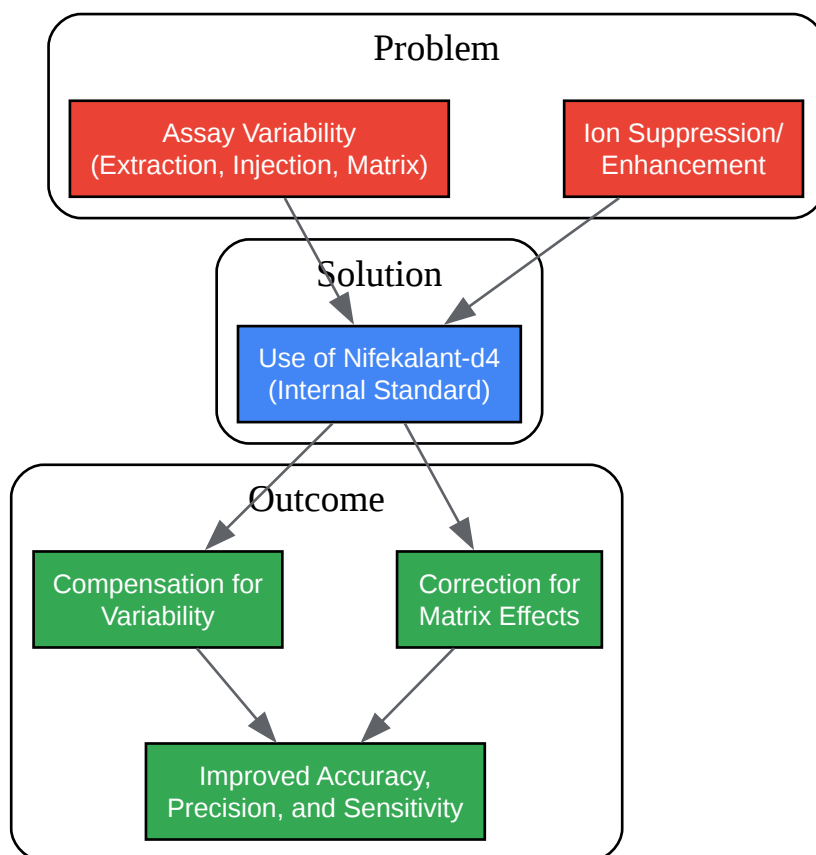 Problem
Assay Variability
(Extraction, Injection, Matrix)
Ion Suppression/
Enhancement
Solution
Use of Nifekalant-d4
(Internal Standard)
Outcome
Compensation for
Variability
Correction for
Matrix Effects
Improved Accuracy,
Precision, and Sensitivity